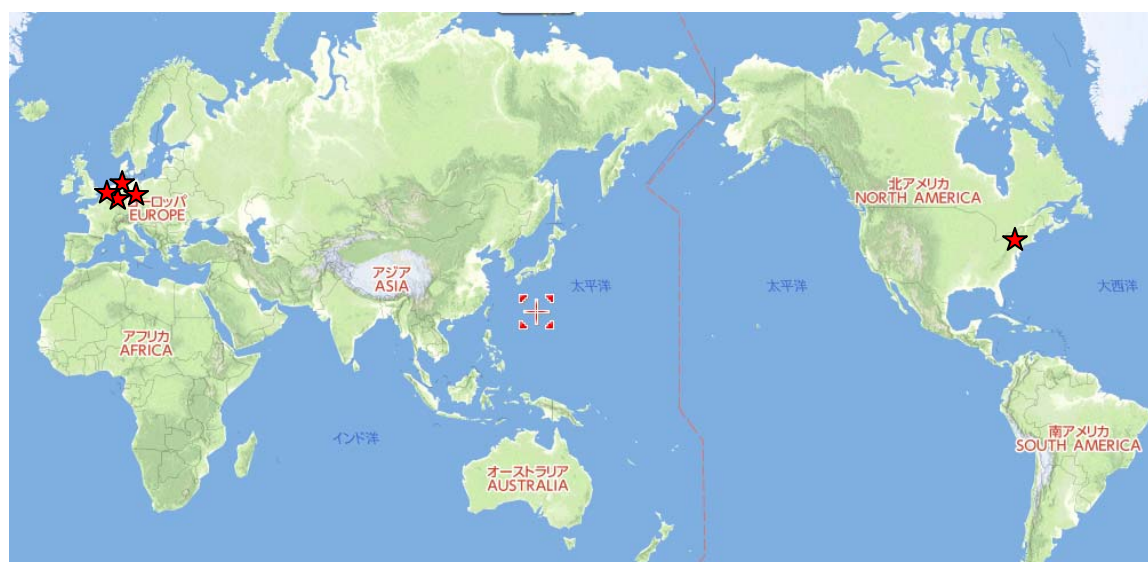 ヨーロッパ
EUROPE
北アメリカ
NORTH AMERICA
アジア
ASIA
太平洋
太平洋
大西洋
アフリカ
AFRICA
インド洋
オーストラリア
AUSTRALIA
南アメリカ
SOUTH AMERICA